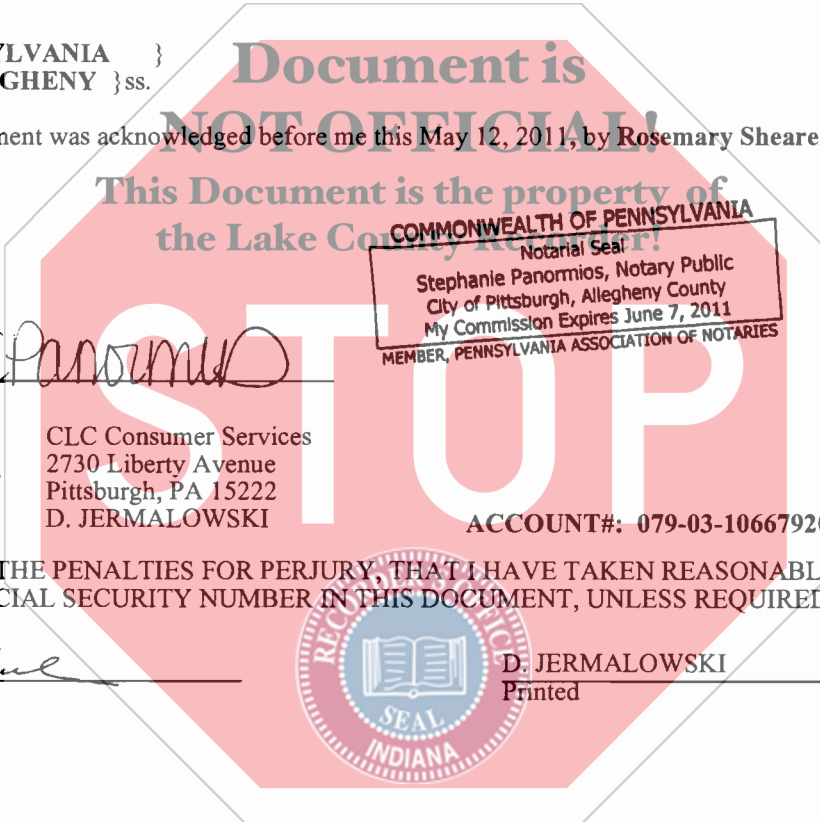 YLVANIA }
GHENY }ss.
Document is
NOT OFFICIAL!
This Document is the property of
the Lake County Recorder!
nent was acknowledged before me this May 12, 2011, by Rosemary Sheare
COMMONWEALTH OF PENNSYLVANIA
Notarial Seal
Stephanie Panormios, Notary Public
City of Pittsburgh, Allegheny County
My Commission Expires June 7, 2011
MEMBER, PENNSYLVANIA ASSOCIATION OF NOTARIES
STOP
CLC Consumer Services
2730 Liberty Avenue
Pittsburgh, PA 15222
D. JERMALOWSKI
ACCOUNT#: 079-03-1066792
THE PENALTIES FOR PERJURY, THAT I HAVE TAKEN REASONABL
CIAL SECURITY NUMBER IN THIS DOCUMENT, UNLESS REQUIRED
D. JERMALOWSKI
Printed
RECORDER'S OFFICE
SEAL
INDIANA